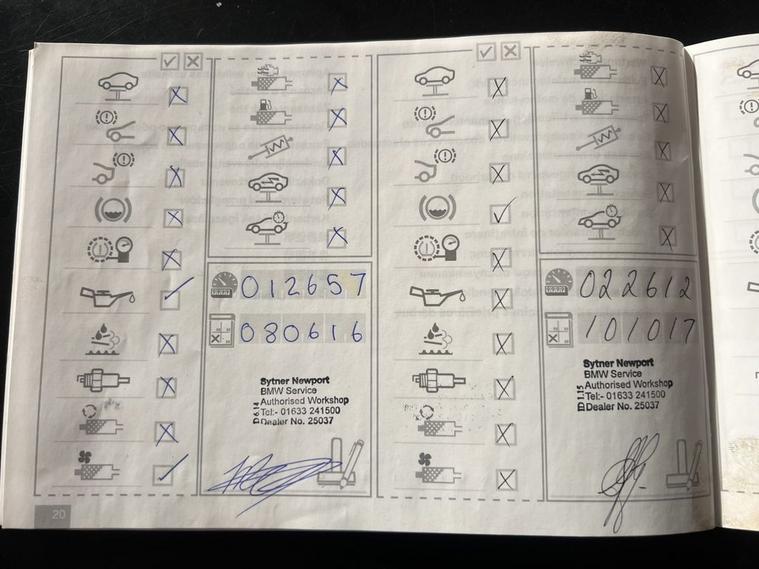 012657
080616
Sytner Newport
BMW Service
Authorised Workshop
Tel:- 01633 241500
Dealer No. 25037
022612
101017
Sytner Newport
BMW Service
Authorised Workshop
Tel:- 01633 241500
Dealer No. 25037
20